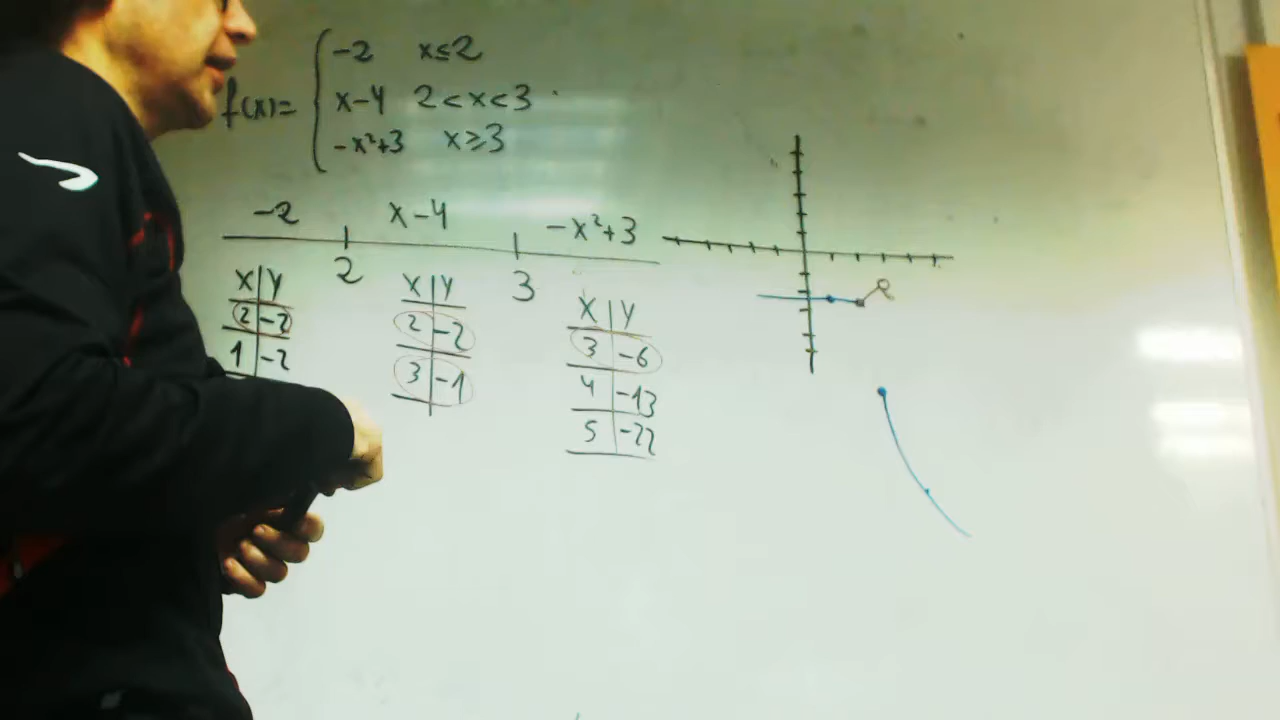 f(x)= { -2 x≤2
x-4 2<x<3
-x²+3 x≥3
-2 x-4 -x²+3
2 3
x y
2 -2
1 -2
x y
2 -2
3 -1
x y
3 -6
4 -13
5 -22